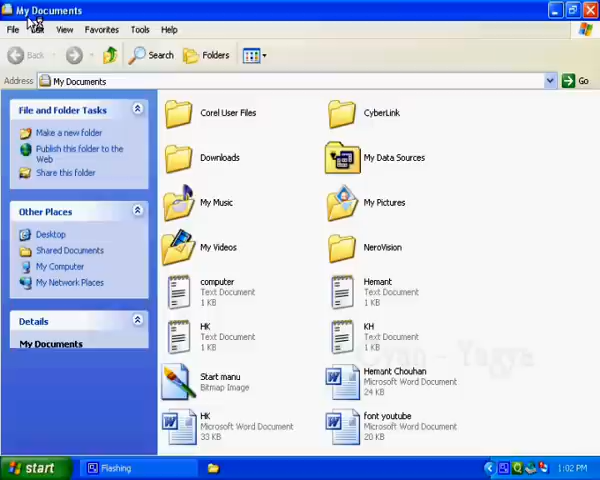 My Documents
File Edit View Favorites Tools Help
Back Search Folders
Address My Documents Go
File and Folder Tasks
Make a new folder
Publish this folder to the
Web
Share this folder
Other Places
Desktop
Shared Documents
My Computer
My Network Places
Details
My Documents
Corel User Files
CyberLink
Downloads
My Data Sources
My Music
My Pictures
My Videos
NeroVision
computer
Text Document
1 KB
Hemant
Text Document
1 KB
HK
Text Document
1 KB
KH
Text Document
1 KB
Start manu
Bitmap Image
Hemant Chouhan
Microsoft Word Document
24 KB
HK
Microsoft Word Document
33 KB
font youtube
Microsoft Word Document
20 KB
Gyan - Yagya
start Flashing 1:02 PM